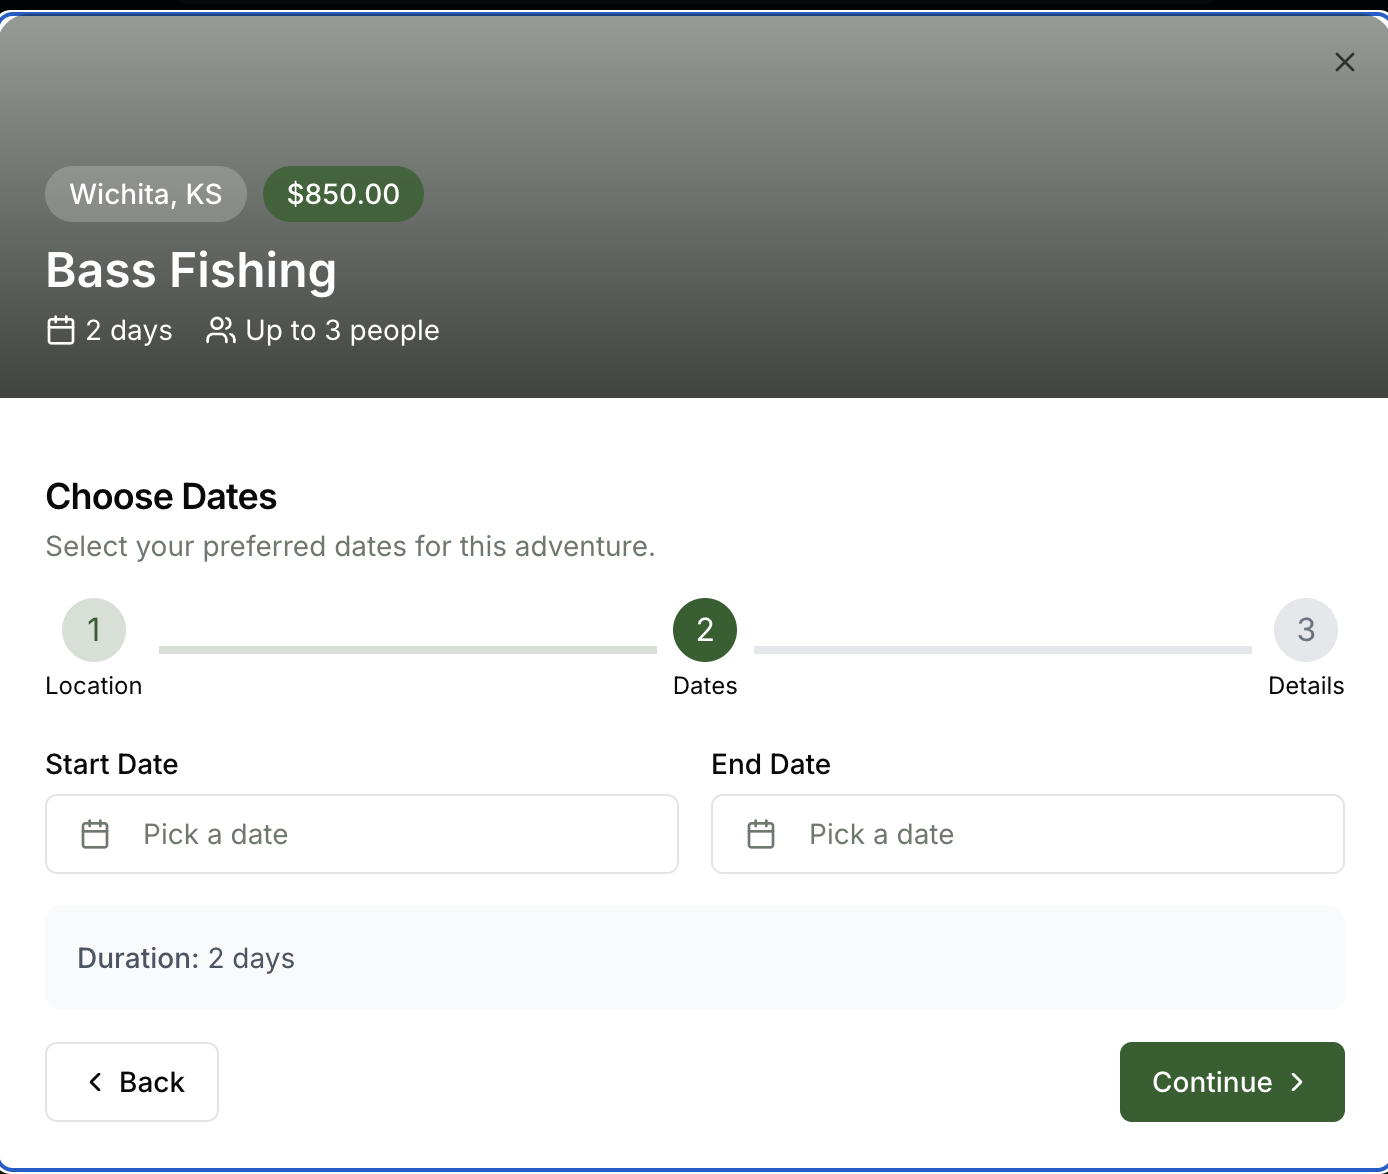 Wichita, KS $850.00
Bass Fishing
2 days Up to 3 people
Choose Dates
Select your preferred dates for this adventure.
1 2 3
Location Dates Details
Start Date End Date
Pick a date Pick a date
Duration: 2 days
Back Continue